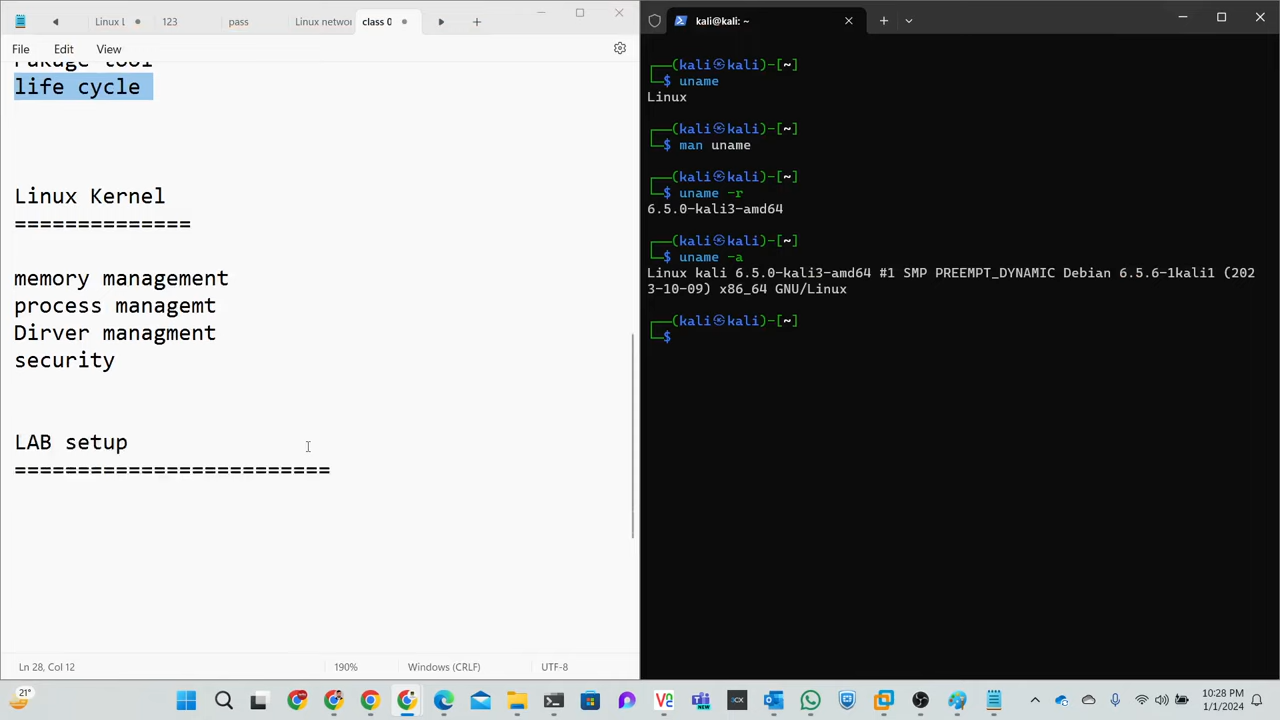 Linux L
123
pass
Linux networ
class 0
File
Edit
View
Pakage tool
life cycle
Linux Kernel
==============
memory management
process managemt
Dirver managment
security
LAB setup
=========================
Ln 28, Col 12
190%
Windows (CRLF)
UTF-8
kali@kali: ~
┌──(kali㉿kali)-[~]
└─$ uname
Linux
┌──(kali㉿kali)-[~]
└─$ man uname
┌──(kali㉿kali)-[~]
└─$ uname -r
6.5.0-kali3-amd64
┌──(kali㉿kali)-[~]
└─$ uname -a
Linux kali 6.5.0-kali3-amd64 #1 SMP PREEMPT_DYNAMIC Debian 6.5.6-1kali1 (202
3-10-09) x86_64 GNU/Linux
┌──(kali㉿kali)-[~]
└─$
21°
10:28 PM
1/1/2024